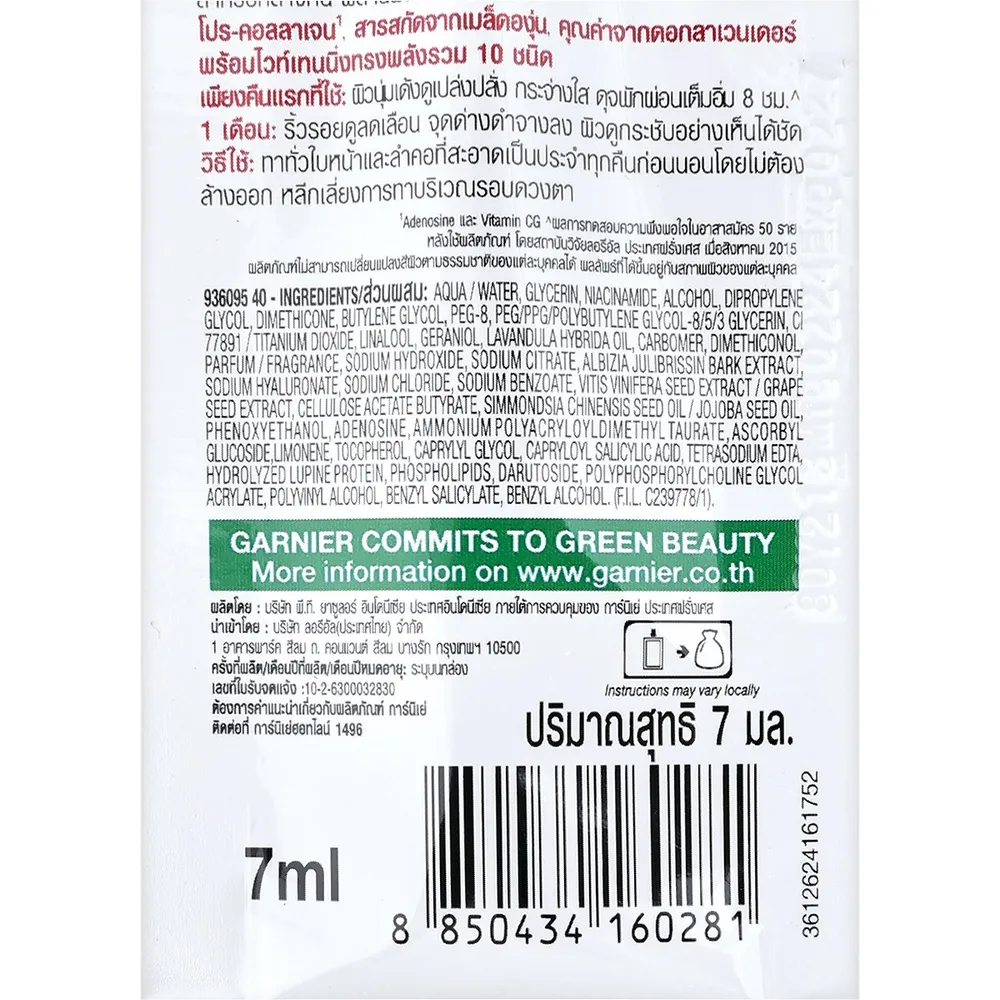 โปร-คอลลาเจน¹, สารสกัดจากเมล็ดองุ่น, คุณค่าจากดอกลาเวนเดอร์
พร้อมไวท์เทนนิ่งทรงพลังรวม 10 ชนิด
เพียงคืนแรกที่ใช้: ผิวนุ่มเด้งดูเปล่งปลั่ง กระจ่างใส ดุจพักผ่อนเต็มอิ่ม 8 ชม.^
1 เดือน: ริ้วรอยดูลดเลือน จุดด่างดำจางลง ผิวดูกระชับอย่างเห็นได้ชัด
วิธีใช้: ทาทั่วใบหน้าและลำคอที่สะอาดเป็นประจำทุกคืนก่อนนอนโดยไม่ต้อง
ล้างออก หลีกเลี่ยงการทาบริเวณรอบดวงตา
¹Adenosine และ Vitamin CG ^ผลการทดสอบความพึงพอใจในอาสาสมัคร 50 ราย
หลังใช้ผลิตภัณฑ์ โดยสถาบันวิจัยลอรีอัล ประเทศฝรั่งเศส เมื่อสิงหาคม 2015
ผลิตภัณฑ์ไม่สามารถเปลี่ยนแปลงสีผิวตามธรรมชาติของแต่ละบุคคลได้ ผลลัพธ์ที่ได้ขึ้นอยู่กับสภาพผิวของแต่ละบุคคล
936095 40 - INGREDIENTS/ส่วนผสม: AQUA / WATER, GLYCERIN, NIACINAMIDE, ALCOHOL, DIPROPYLENE
GLYCOL, DIMETHICONE, BUTYLENE GLYCOL, PEG-8, PEG/PPG/POLYBUTYLENE GLYCOL-8/5/3 GLYCERIN, CI
77891 / TITANIUM DIOXIDE, LINALOOL, GERANIOL, LAVANDULA HYBRIDA OIL, CARBOMER, DIMETHICONOL,
PARFUM / FRAGRANCE, SODIUM HYDROXIDE, SODIUM CITRATE, ALBIZIA JULIBRISSIN BARK EXTRACT,
SODIUM HYALURONATE, SODIUM CHLORIDE, SODIUM BENZOATE, VITIS VINIFERA SEED EXTRACT / GRAPE
SEED EXTRACT, CELLULOSE ACETATE BUTYRATE, SIMMONDSIA CHINENSIS SEED OIL / JOJOBA SEED OIL,
PHENOXYETHANOL, ADENOSINE, AMMONIUM POLYACRYLOYLDIMETHYL TAURATE, ASCORBYL
GLUCOSIDE, LIMONENE, TOCOPHEROL, CAPRYLYL GLYCOL, CAPRYLOYL SALICYLIC ACID, TETRASODIUM EDTA,
HYDROLYZED LUPINE PROTEIN, PHOSPHOLIPIDS, DARUTOSIDE, POLYPHOSPHORYLCHOLINE GLYCOL
ACRYLATE, POLYVINYL ALCOHOL, BENZYL SALICYLATE, BENZYL ALCOHOL. (F.I.L. C239778/1).
GARNIER COMMITS TO GREEN BEAUTY
More information on www.garnier.co.th
ผลิตโดย : บริษัท พี.ที. ยาซูลอร์ อินโดนีเซีย ประเทศอินโดนีเซีย ภายใต้การควบคุมของ การ์นิเย่ ประเทศฝรั่งเศส
นำเข้าโดย : บริษัท ลอรีอัล(ประเทศไทย) จำกัด
1 อาคารพาร์ค สีลม ถ. คอนแวนต์ สีลม บางรัก กรุงเทพฯ 10500
ครั้งที่ผลิต/เดือนปีที่ผลิต/เดือนปีหมดอายุ: ระบุบนกล่อง
เลขที่ใบรับจดแจ้ง :10-2-6300032830
ต้องการคำแนะนำเกี่ยวกับผลิตภัณฑ์ การ์นิเย่
ติดต่อที่ การ์นิเย่ฮอทไลน์ 1496
Instructions may vary locally
ปริมาณสุทธิ 7 มล.
7ml
8 850434 160281
3612624161752